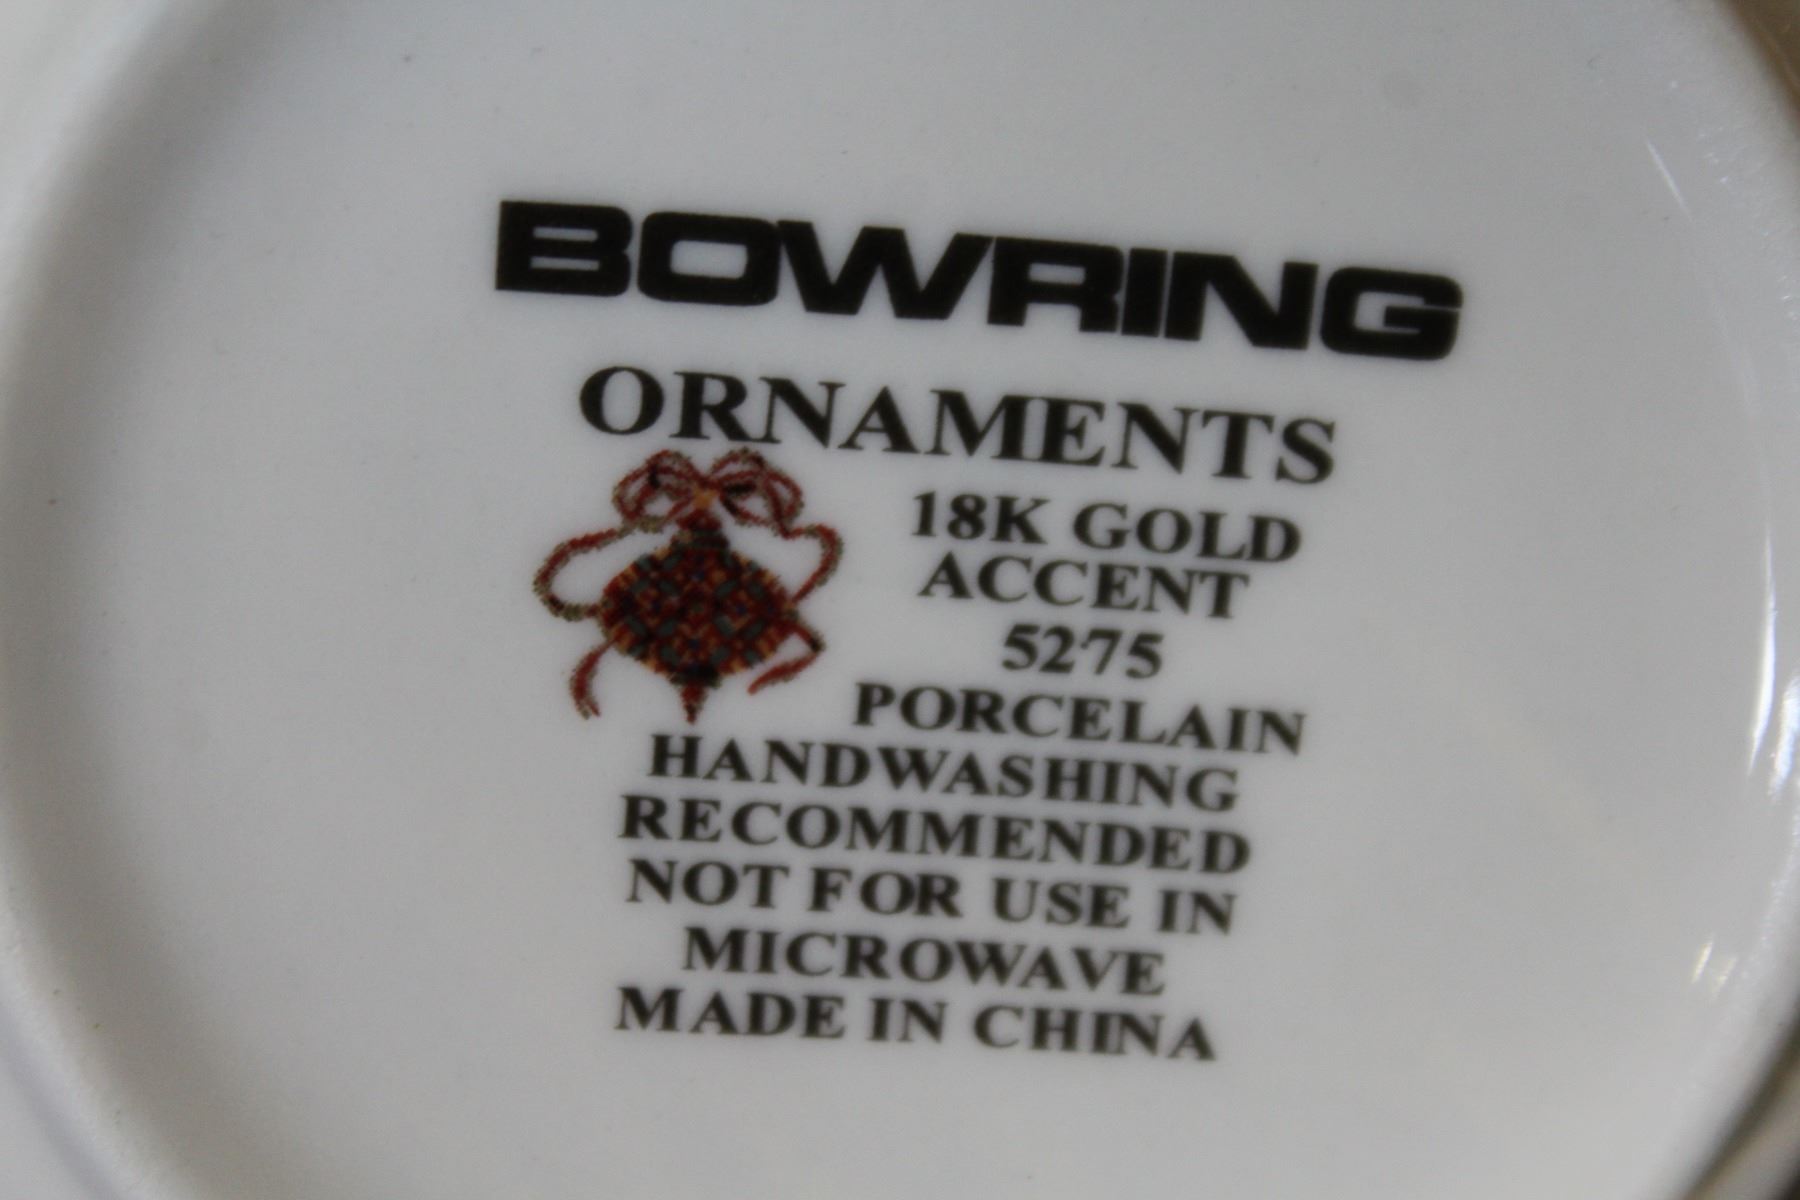 BOWRING
ORNAMENTS
18K GOLD
ACCENT
5275
PORCELAIN
HANDWASHING
RECOMMENDED
NOT FOR USE IN
MICROWAVE
MADE IN CHINA